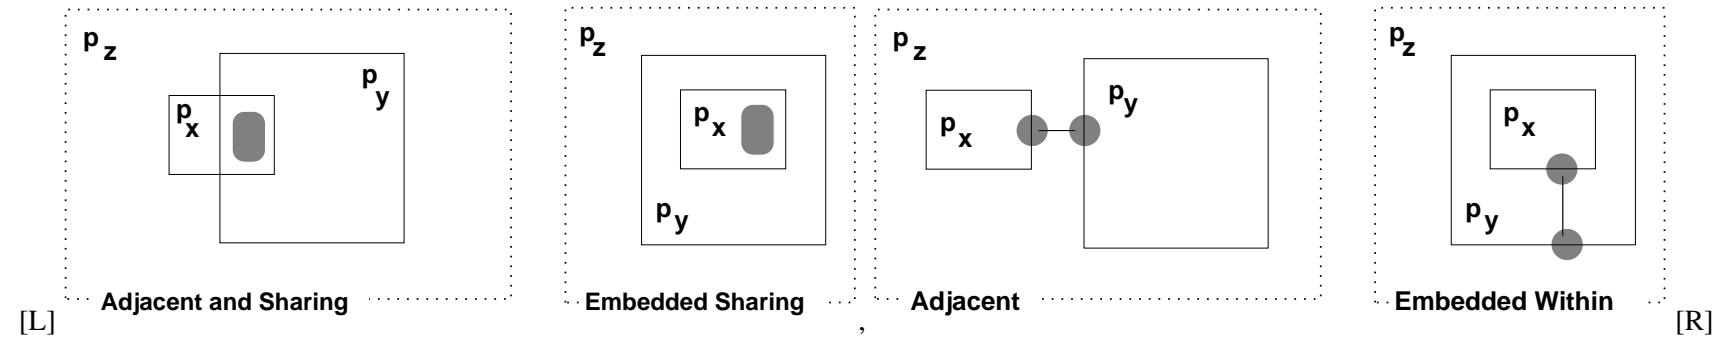 p z
p x
p y
Adjacent and Sharing
p z
p x
p y
Embedded Sharing
p z
p x
p y
Adjacent
p z
p x
p y
Embedded Within
[L] , [R]